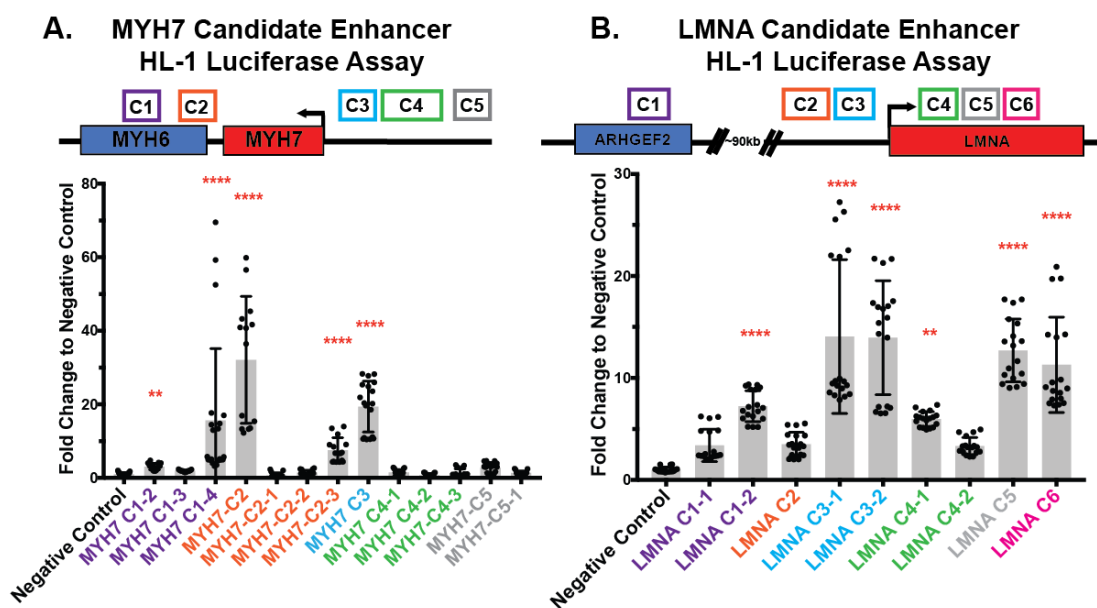 A. MYH7 Candidate Enhancer
HL-1 Luciferase Assay
C1 C2 C3 C4 C5
MYH6 MYH7
Fold Change to Negative Control
80
60
40
20
0
** **** **** **** ****
Negative Control
MYH7 C1-2
MYH7 C1-3
MYH7 C1-4
MYH7-C2
MYH7-C2-1
MYH7-C2-2
MYH7-C2-3
MYH7 C3
MYH7 C4-1
MYH7 C4-2
MYH7-C4-3
MYH7-C5
MYH7-C5-1
B. LMNA Candidate Enhancer
HL-1 Luciferase Assay
C1 C2 C3 C4 C5 C6
ARHGEF2 ~90kb LMNA
Fold Change to Negative Control
30
20
10
0
**** **** **** ** **** ****
Negative Control
LMNA C1-1
LMNA C1-2
LMNA C2
LMNA C3-1
LMNA C3-2
LMNA C4-1
LMNA C4-2
LMNA C5
LMNA C6